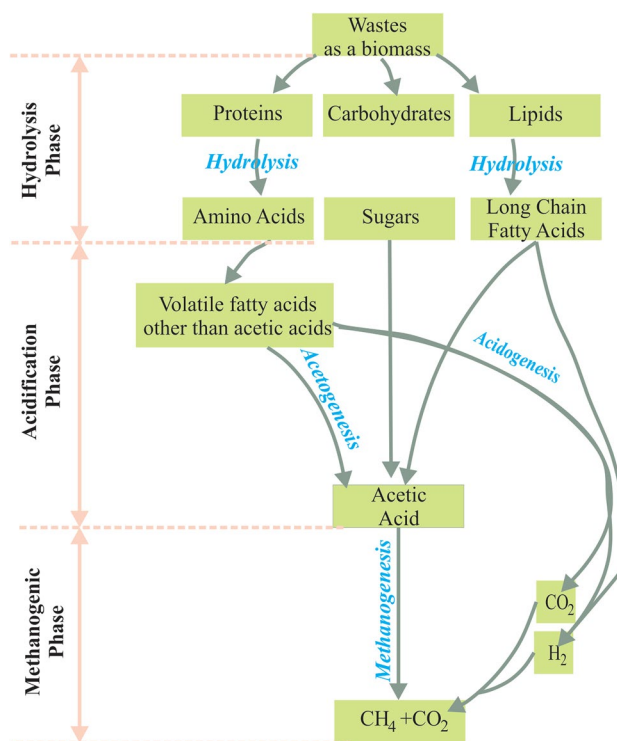 Wastes
as a biomass
Proteins
Carbohydrates
Lipids
Hydrolysis
Hydrolysis
Hydrolysis
Phase
Amino Acids
Sugars
Long Chain
Fatty Acids
Volatile fatty acids
other than acetic acids
Acidogenesis
Acetogenesis
Acidification
Phase
Acetic
Acid
Methanogenesis
Methanogenic
Phase
CO₂
H₂
CH₄ +CO₂